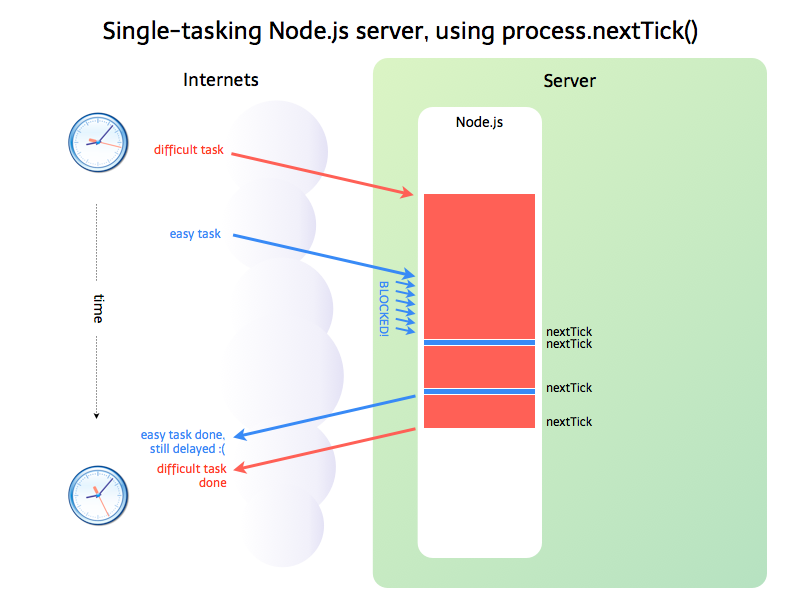 Single-tasking Node.js server, using process.nextTick()
Internets
Server
Node.js
difficult task
easy task
BLOCKED!
time
nextTick
nextTick
nextTick
nextTick
easy task done,
still delayed :(
difficult task
done